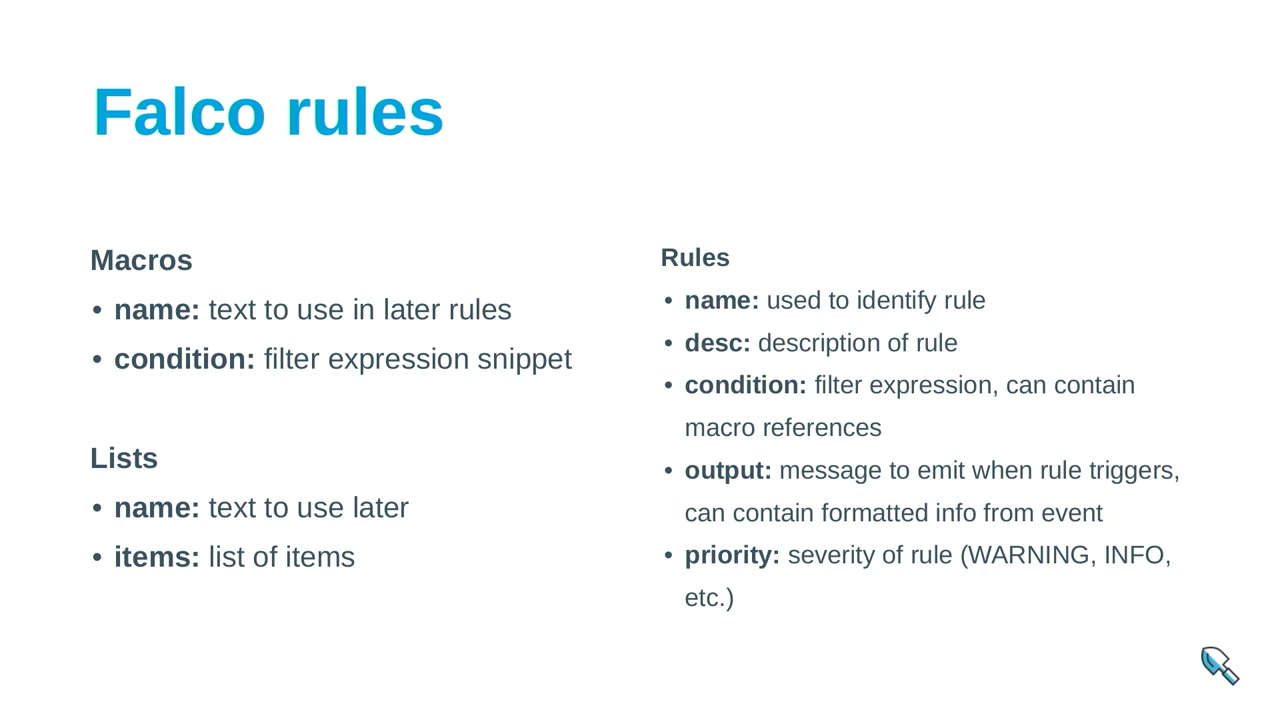 Falco rules
Macros
• name: text to use in later rules
• condition: filter expression snippet
Lists
• name: text to use later
• items: list of items
Rules
• name: used to identify rule
• desc: description of rule
• condition: filter expression, can contain
macro references
• output: message to emit when rule triggers,
can contain formatted info from event
• priority: severity of rule (WARNING, INFO,
etc.)